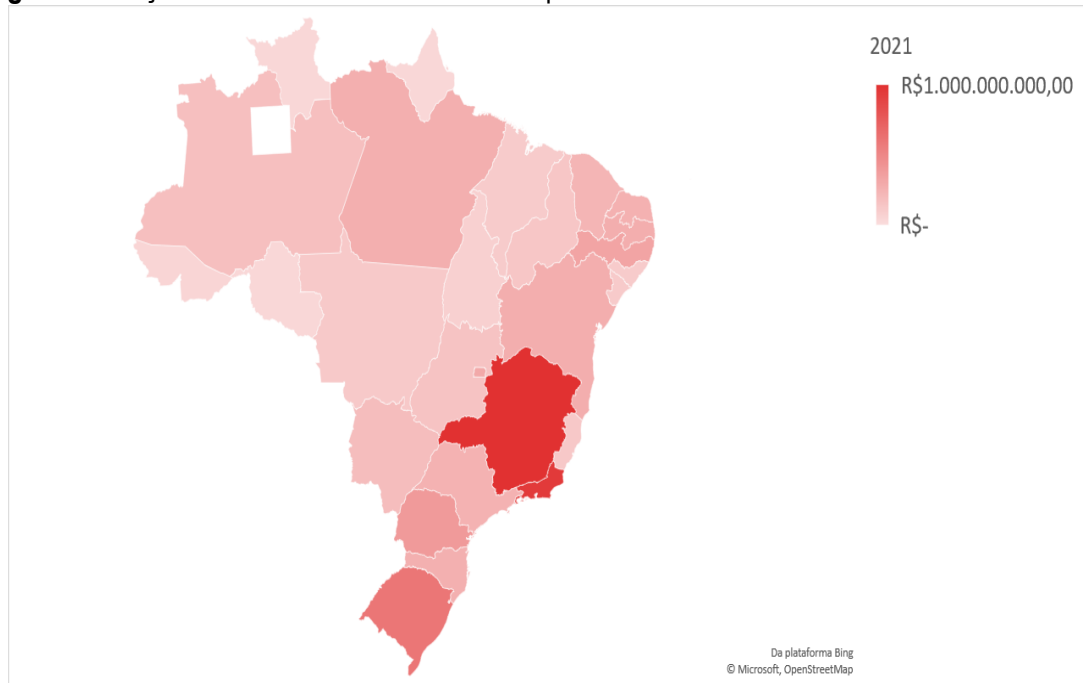 2021
R$1.000.000.000,00
R$-
Da plataforma Bing
© Microsoft, OpenStreetMap